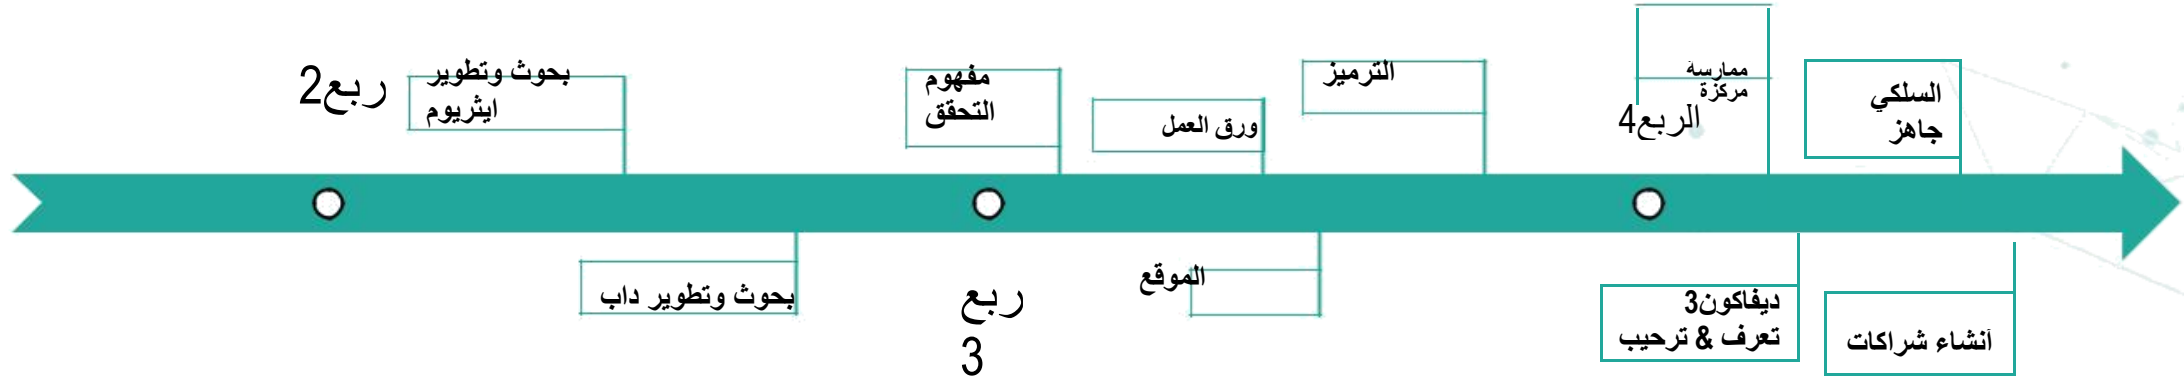 ربع2
بحوث وتطوير
ايثريوم
بحوث وتطوير داب
مفهوم
التحقق
ربع
3
ورق العمل
الموقع
الترميز
ممارسة
مركزة
الربع4
ديفاكون3
تعرف & ترحيب
السلكي
جاهز
أنشاء شراكات